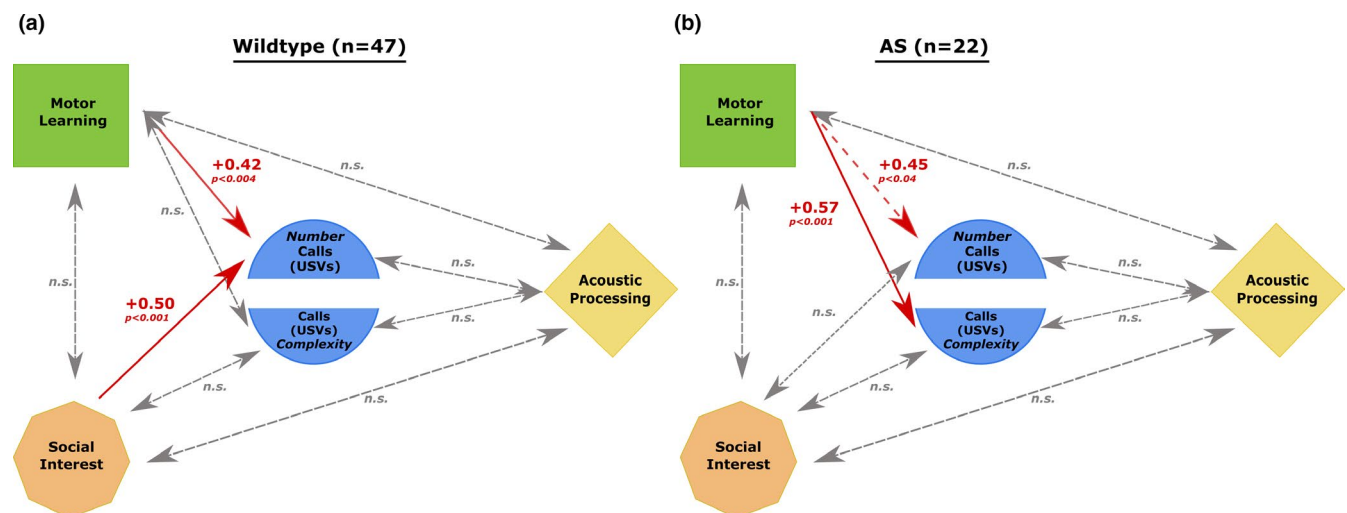 (a)
Wildtype (n=47)
Motor
Learning
+0.42
p<0.004
n.s.
n.s.
n.s.
Number
Calls
(USVs)
n.s.
Acoustic
Processing
+0.50
p<0.001
Calls
(USVs)
Complexity
n.s.
n.s.
n.s.
Social
Interest
(b)
AS (n=22)
Motor
Learning
+0.45
p<0.04
n.s.
+0.57
p<0.001
n.s.
Number
Calls
(USVs)
n.s.
Acoustic
Processing
n.s.
Calls
(USVs)
Complexity
n.s.
n.s.
n.s.
Social
Interest